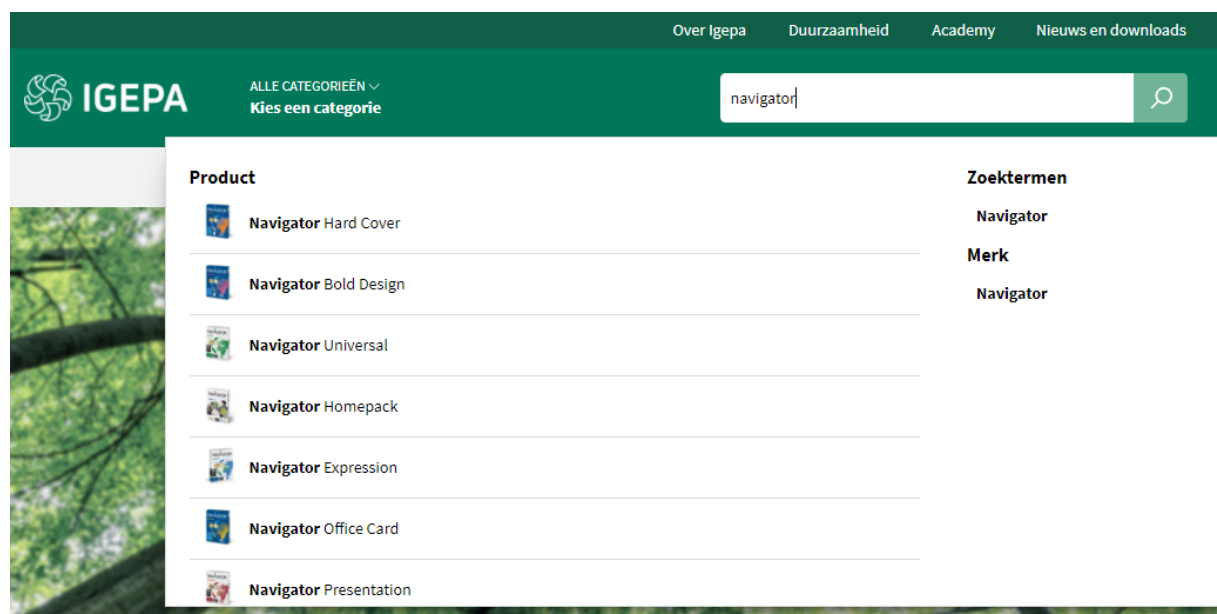 Over Igepa Duurzaamheid Academy Nieuws en downloads
IGEPA
ALLE CATEGORIEËN
Kies een categorie
navigator
Product
Navigator Hard Cover
Navigator Bold Design
Navigator Universal
Navigator Homepack
Navigator Expression
Navigator Office Card
Navigator Presentation
Zoektermen
Navigator
Merk
Navigator